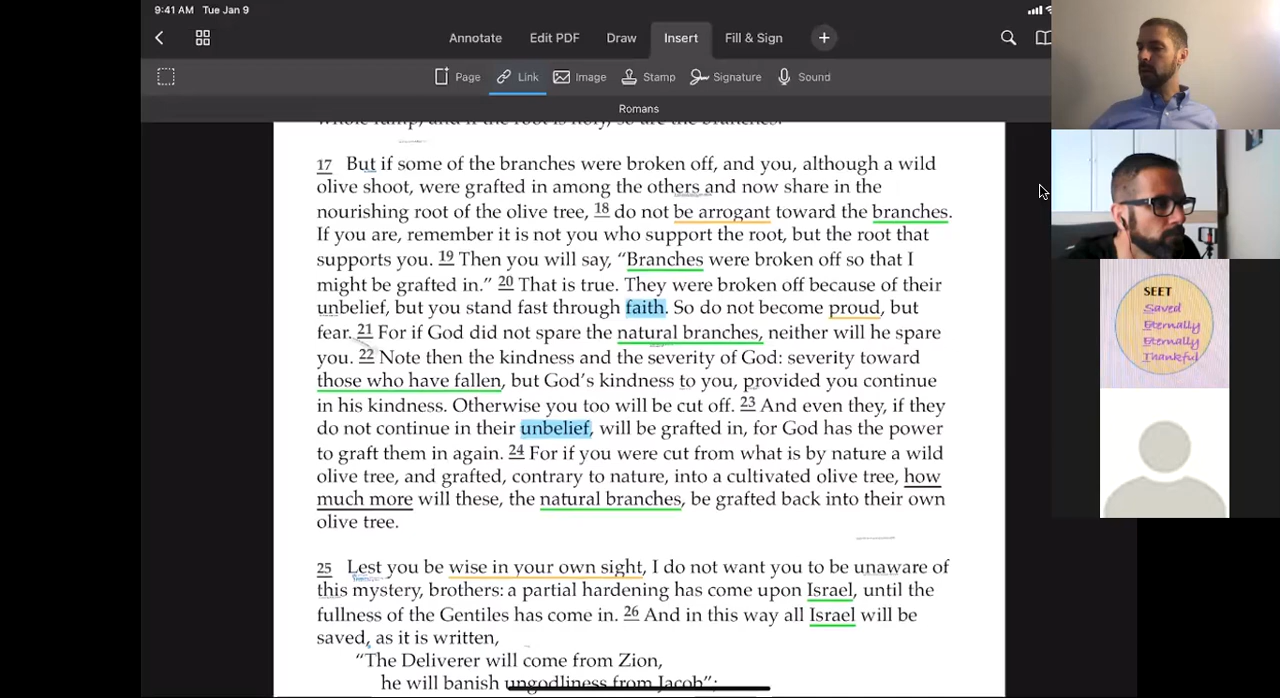 9:41 AM Tue Jan 9
Annotate Edit PDF Draw Insert Fill & Sign +
Page Link Image Stamp Signature Sound
Romans
17 But if some of the branches were broken off, and you, although a wild
olive shoot, were grafted in among the others and now share in the
nourishing root of the olive tree, 18 do not be arrogant toward the branches.
If you are, remember it is not you who support the root, but the root that
supports you. 19 Then you will say, “Branches were broken off so that I
might be grafted in.” 20 That is true. They were broken off because of their
unbelief, but you stand fast through faith. So do not become proud, but
fear. 21 For if God did not spare the natural branches, neither will he spare
you. 22 Note then the kindness and the severity of God: severity toward
those who have fallen, but God’s kindness to you, provided you continue
in his kindness. Otherwise you too will be cut off. 23 And even they, if they
do not continue in their unbelief, will be grafted in, for God has the power
to graft them in again. 24 For if you were cut from what is by nature a wild
olive tree, and grafted, contrary to nature, into a cultivated olive tree, how
much more will these, the natural branches, be grafted back into their own
olive tree.
25 Lest you be wise in your own sight, I do not want you to be unaware of
this mystery, brothers: a partial hardening has come upon Israel, until the
fullness of the Gentiles has come in. 26 And in this way all Israel will be
saved, as it is written,
“The Deliverer will come from Zion,
he will banish ungodliness from Jacob”;
SEET
Saved
Eternally
Eternally
Thankful